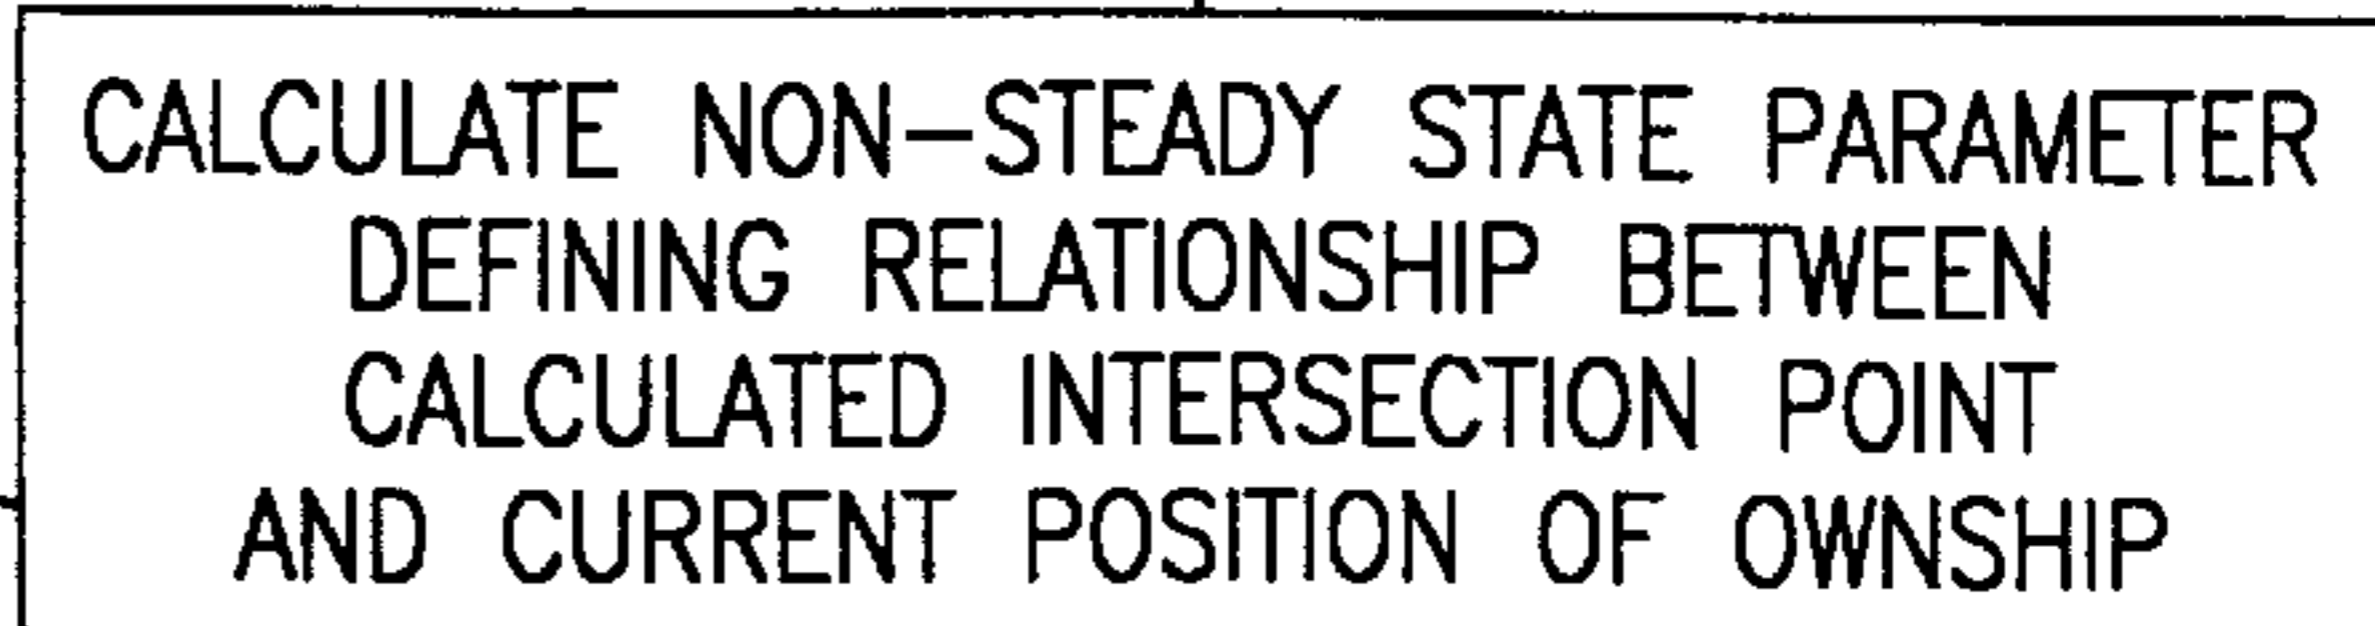 CALCULATE NON-STEADY STATE PARAMETER
DEFINING RELATIONSHIP BETWEEN
CALCULATED INTERSECTION POINT
AND CURRENT POSITION OF OWNSHIP